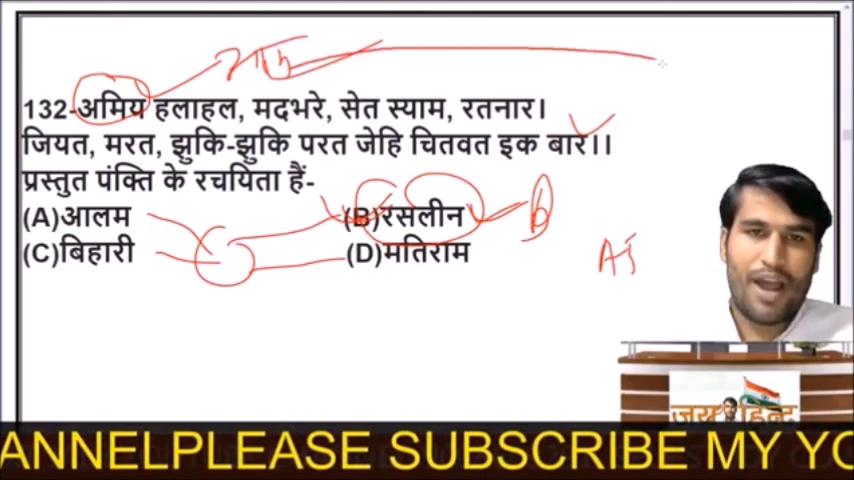 132-अमिय हलाहल, मदभरे, सेत स्याम, रतनार।
जियत, मरत, झुकि-झुकि परत जेहि चितवत इक बार।।
प्रस्तुत पंक्ति के रचयिता हैं-
(A)आलम (B)रसलीन
(C)बिहारी (D)मतिराम
जय हिन्द
ANNELPLEASE SUBSCRIBE MY YO